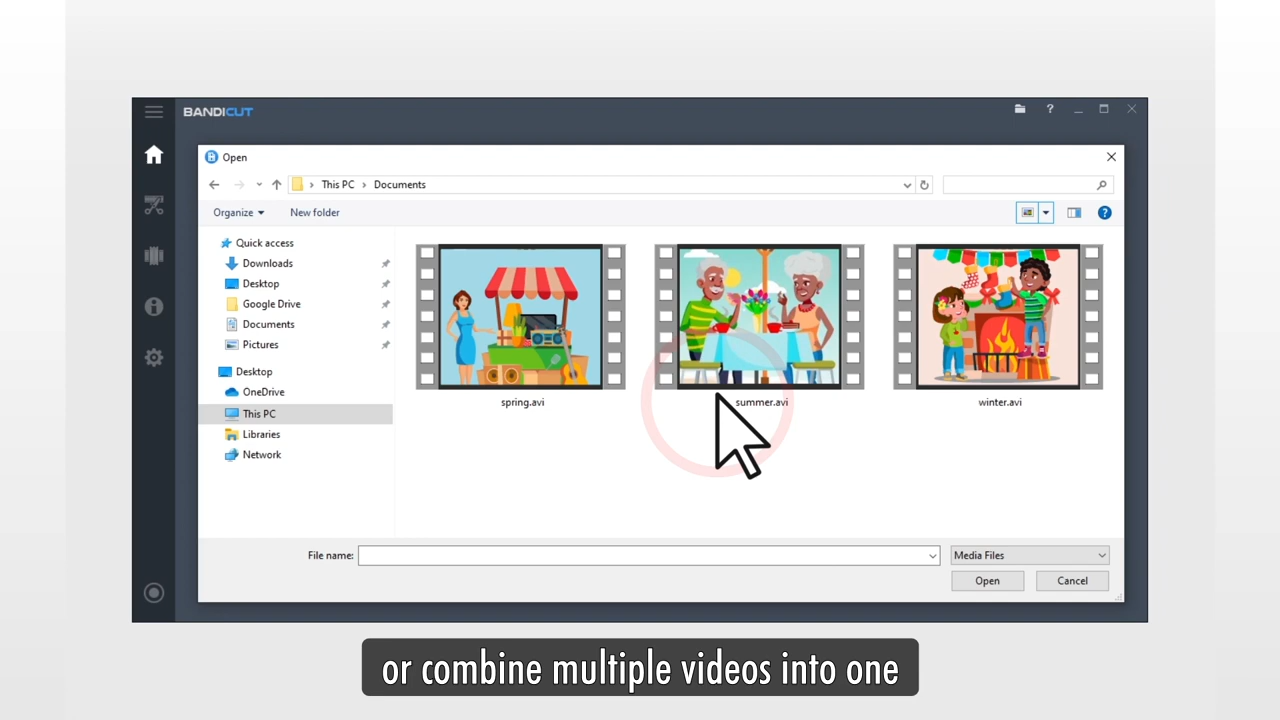 BANDICUT
?
Open
This PC > Documents
Organize
New folder
?
Quick access
Downloads
Desktop
Google Drive
Documents
Pictures
Desktop
OneDrive
This PC
Libraries
Network
spring.avi
summer.avi
winter.avi
File name:
Media Files
Open
Cancel
or combine multiple videos into one